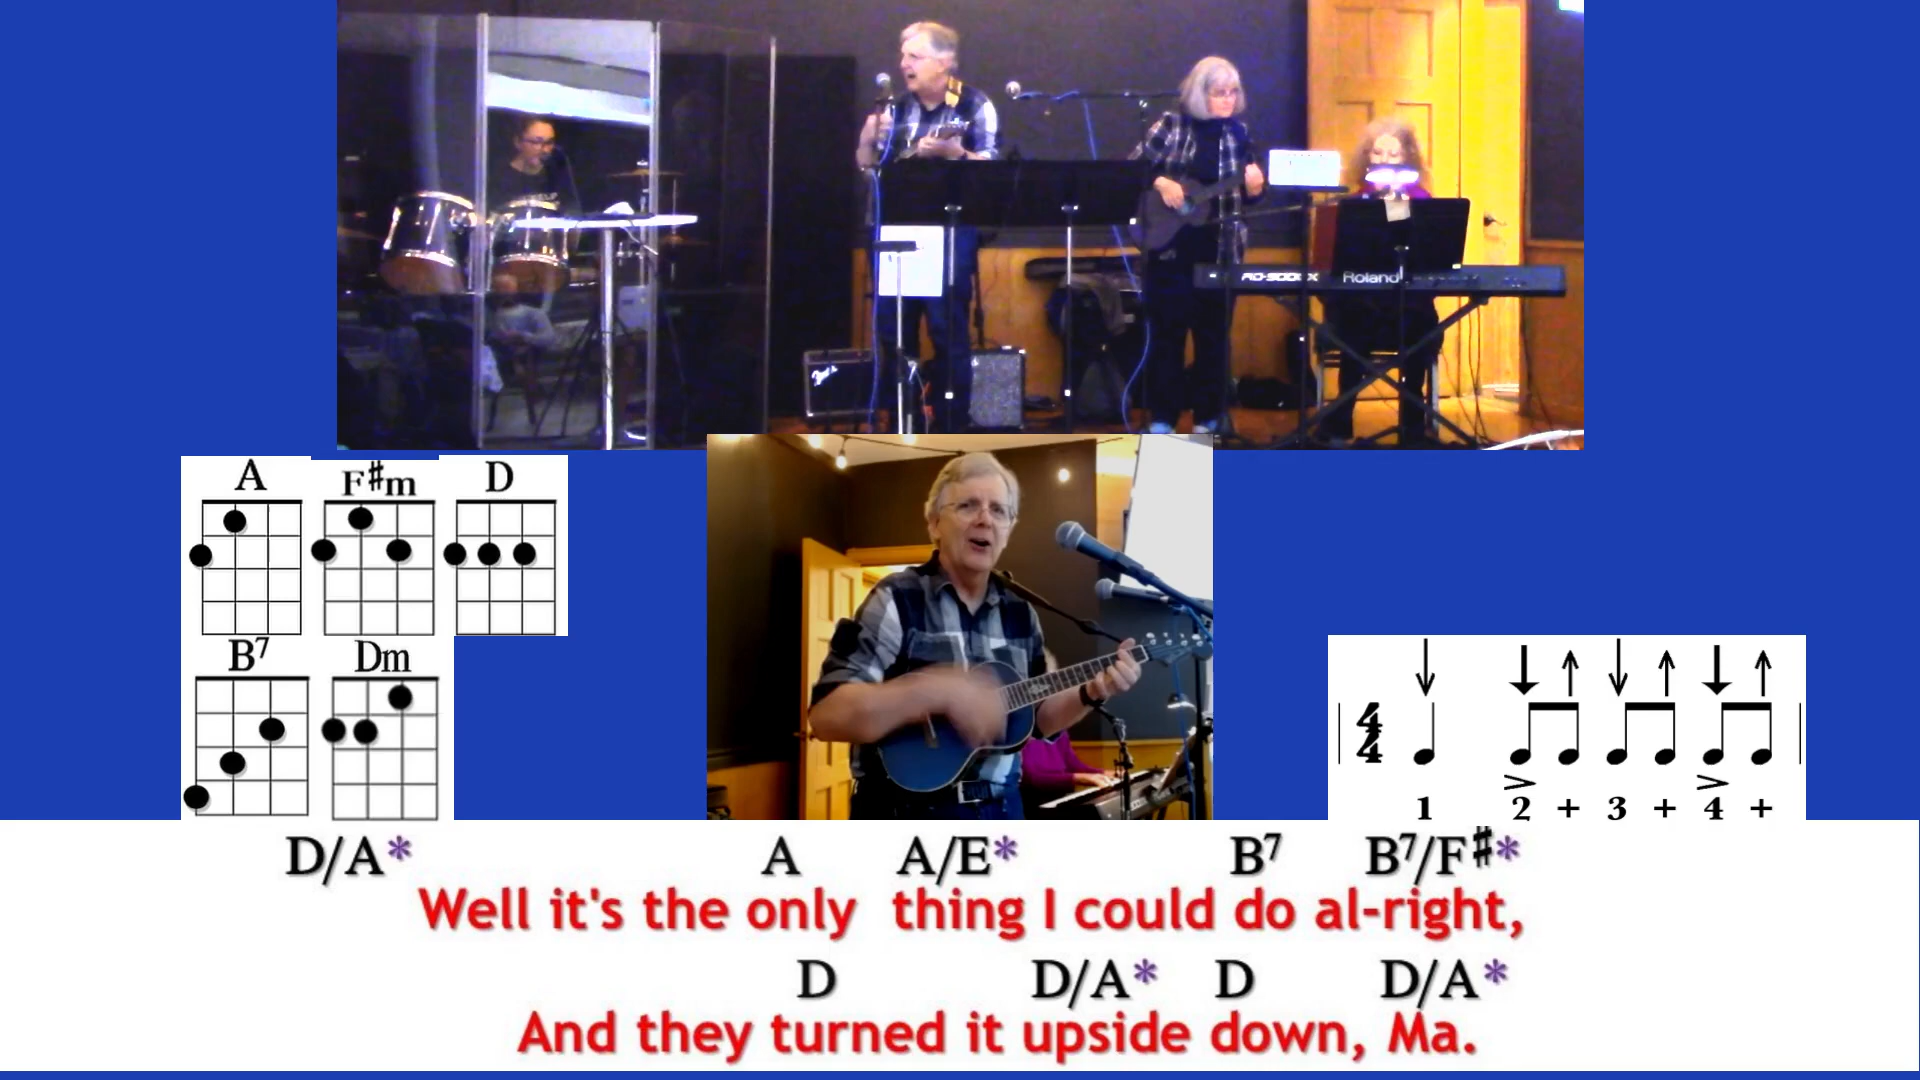 Roland
A F♯m D
B7 Dm
4/4
1 2 + 3 + 4 +
D/A* A A/E* B7 B7/F♯*
Well it's the only thing I could do al-right,
D D/A* D D/A*
And they turned it upside down, Ma.